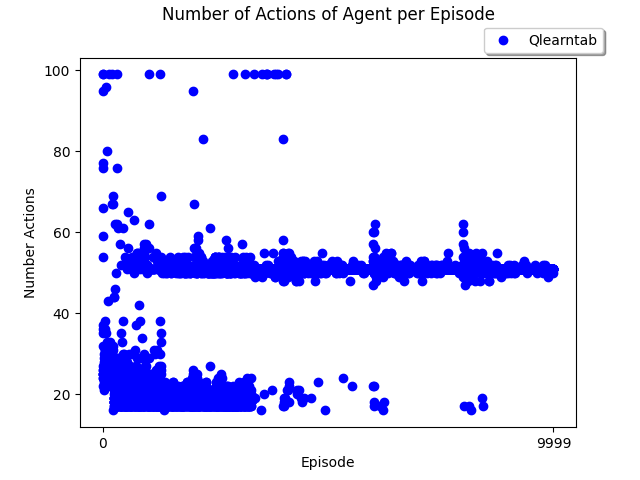 Number of Actions of Agent per Episode
Qlearntab
100
80
60
40
20
Number Actions
0
9999
Episode